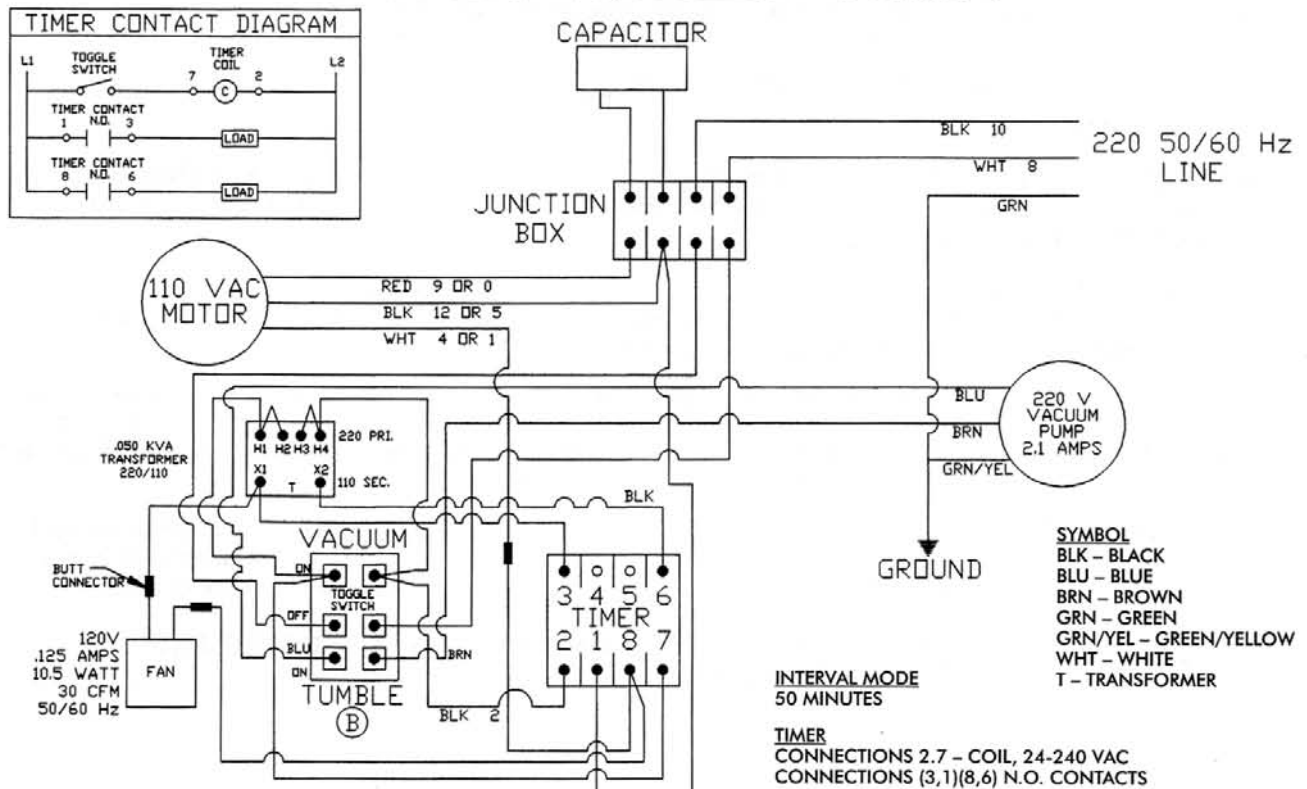 TIMER CONTACT DIAGRAM
L1
TOGGLE
SWITCH
7
TIMER
COIL
C
2
L2
TIMER CONTACT
1 N.O. 3
LOAD
TIMER CONTACT
8 N.O. 6
LOAD
CAPACITOR
BLK 10
WHT 8
GRN
220 50/60 Hz
LINE
JUNCTION
BOX
110 VAC
MOTOR
RED 9 OR 0
BLK 12 OR 5
WHT 4 OR 1
BLU
BRN
GRN/YEL
220 V
VACUUM
PUMP
2.1 AMPS
GROUND
.050 KVA
TRANSFORMER
220/110
H1 H2 H3 H4
220 PRI.
X1 X2
T
110 SEC.
BLK
VACUUM
ON
TOGGLE
SWITCH
OFF
BLU
BRN
ON
TUMBLE
B
BLK 2
BUTT
CONNECTOR
120V
.125 AMPS
10.5 WATT
30 CFM
50/60 Hz
FAN
3 4 5 6
TIMER
2 1 8 7
SYMBOL
BLK – BLACK
BLU – BLUE
BRN – BROWN
GRN – GREEN
GRN/YEL – GREEN/YELLOW
WHT – WHITE
T – TRANSFORMER
INTERVAL MODE
50 MINUTES
TIMER
CONNECTIONS 2.7 – COIL, 24-240 VAC
CONNECTIONS (3,1)(8,6) N.O. CONTACTS